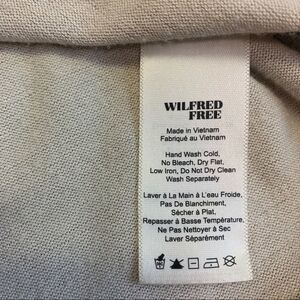 WILFRED
FREE
Made in Vietnam
Fabriqué au Vietnam
Hand Wash Cold,
No Bleach, Dry Flat,
Low Iron, Do Not Dry Clean
Wash Separately
Laver à La Main à L'eau Froide,
Pas De Blanchiment,
Sécher à Plat,
Repasser à Basse Température,
Ne Pas Nettoyer à Sec
Laver Séparément